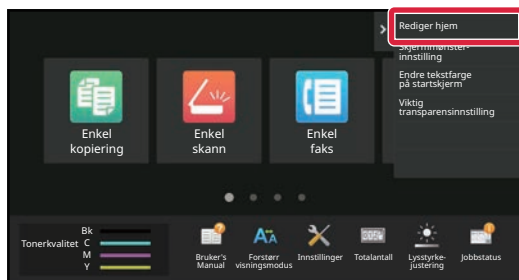 Rediger hjem
Skjermmønster-
innstilling
Endre tekstfarge
på startskjerm
Viktig
transparensinnstilling
Enkel
kopiering
Enkel
skann
Enkel
faks
Tonerkvalitet
Bk
C
M
Y
Bruker's
Manual
Forstørr
visningsmodus
Innstillinger
Totalantall
Lysstyrke-
justering
Jobbstatus